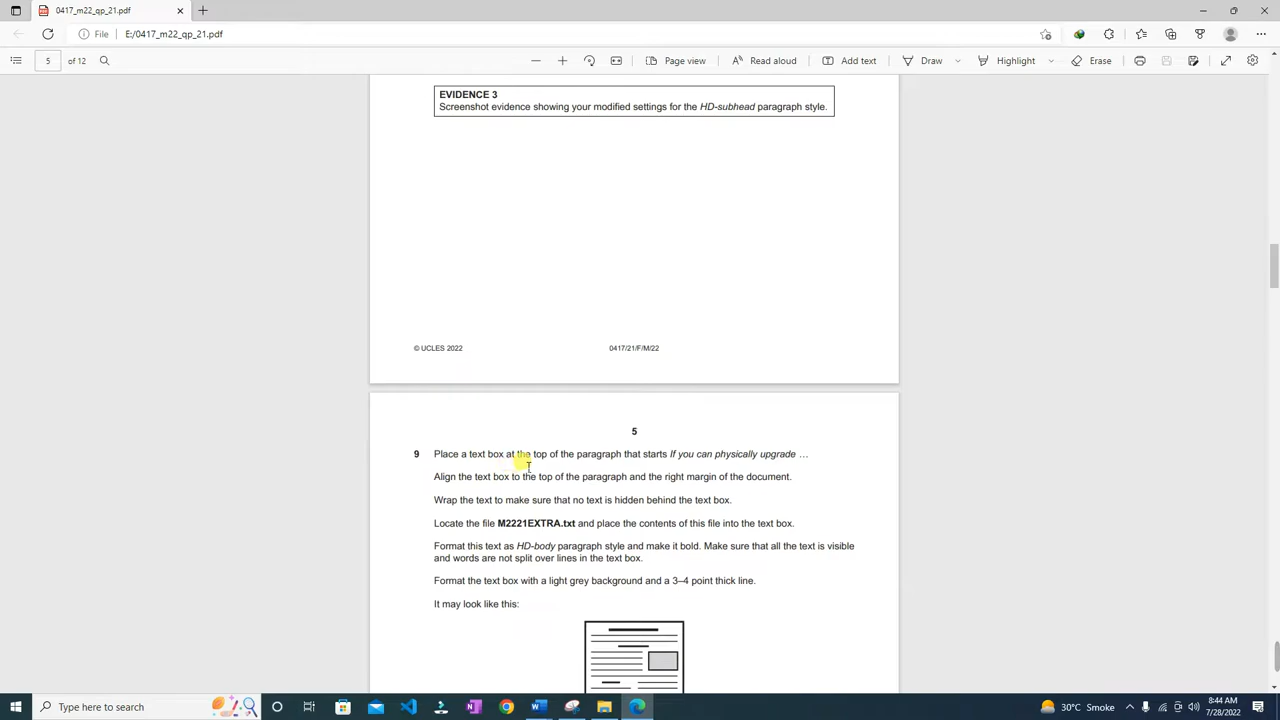 0417_m22_qp_21.pdf
File
E:/0417_m22_qp_21.pdf
5 of 12
Page view
Read aloud
Add text
Draw
Highlight
Erase
EVIDENCE 3
Screenshot evidence showing your modified settings for the HD-subhead paragraph style.
© UCLES 2022
0417/21/F/M/22
5
9 Place a text box at the top of the paragraph that starts If you can physically upgrade …
Align the text box to the top of the paragraph and the right margin of the document.
Wrap the text to make sure that no text is hidden behind the text box.
Locate the file M2221EXTRA.txt and place the contents of this file into the text box.
Format this text as HD-body paragraph style and make it bold. Make sure that all the text is visible
and words are not split over lines in the text box.
Format the text box with a light grey background and a 3–4 point thick line.
It may look like this:
Type here to search
30°C Smoke
8:44 AM
7/28/2022